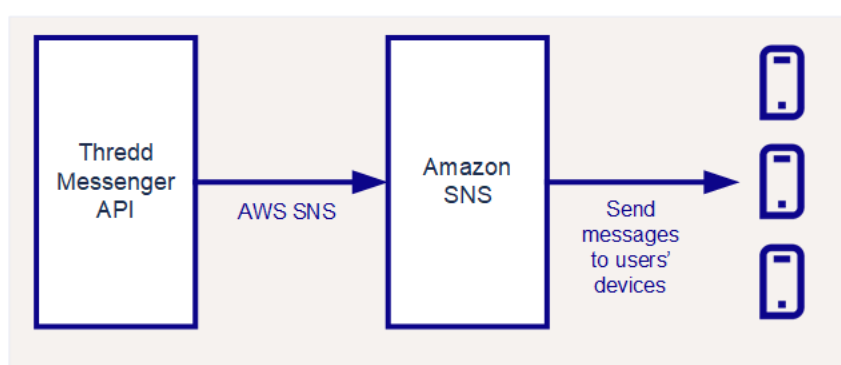 Thredd
Messenger
API
AWS SNS
Amazon
SNS
Send
messages
to users’
devices